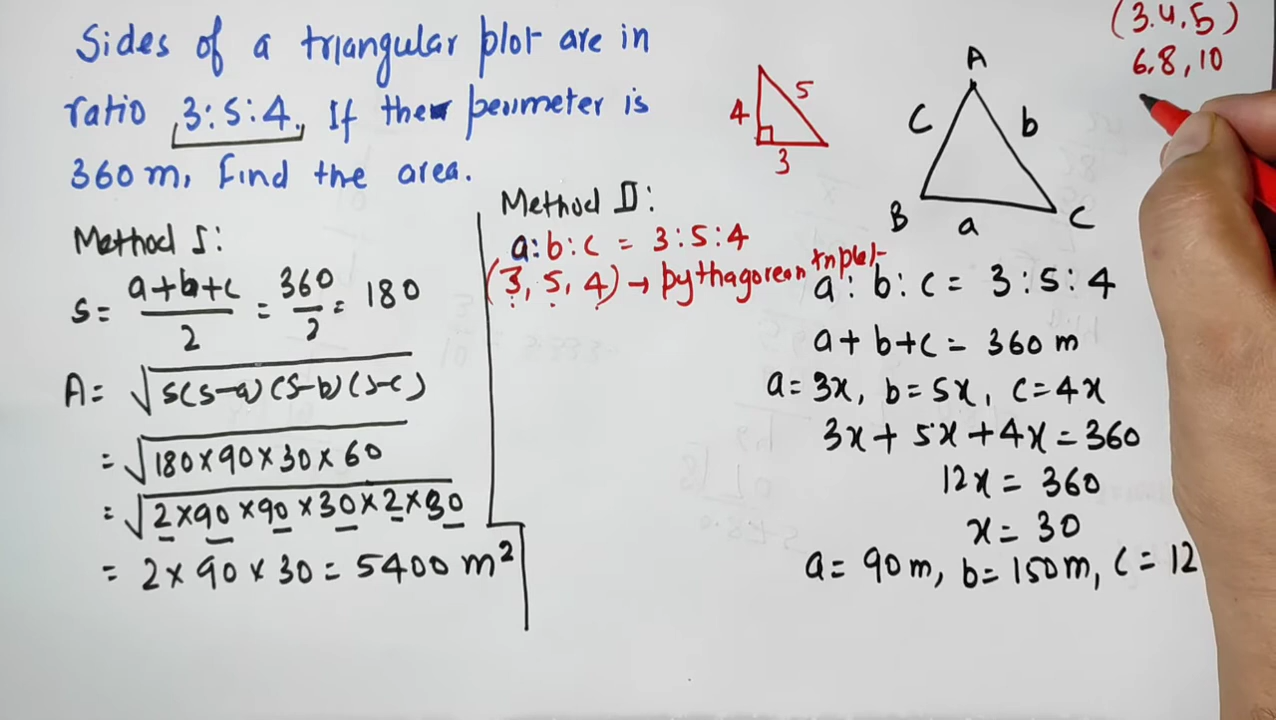 Sides of a triangular plot are in
ratio 3:5:4. If the perimeter is
360 m, Find the area.
Method I:
S = a+b+c / 2 = 360 / 2 = 180
A = √S(S-a)(S-b)(S-c)
= √180×90×30×60
= √2×90×90×30×2×30
= 2×90×30 = 5400 m²
Method II:
a:b:c = 3:5:4
(3, 5, 4) → pythagorean triplet
4
5
3
A
C
b
B
a
C
(3.4,5)
6,8,10
a : b : c = 3 : 5 : 4
a + b + c = 360 m
a = 3x, b = 5x, c = 4x
3x + 5x + 4x = 360
12x = 360
x = 30
a = 90m, b = 150m, c = 12